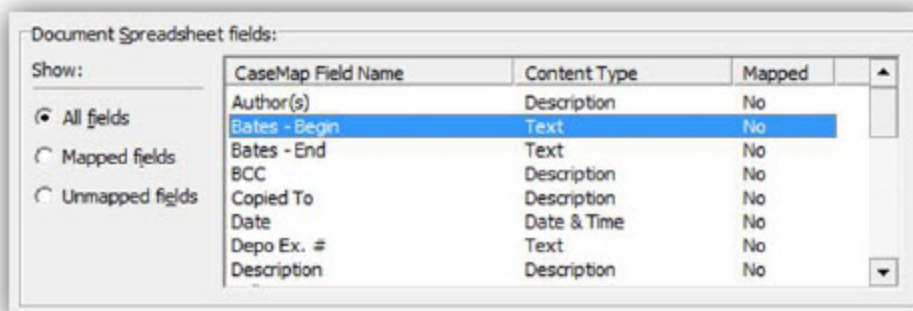 Document Spreadsheet fields:
Show:
All fields
Mapped fields
Unmapped fields
CaseMap Field Name Content Type Mapped
Author(s) Description No
Bates - Begin Text No
Bates - End Text No
BCC Description No
Copied To Description No
Date Date & Time No
Depo Ex. # Text No
Description Description No